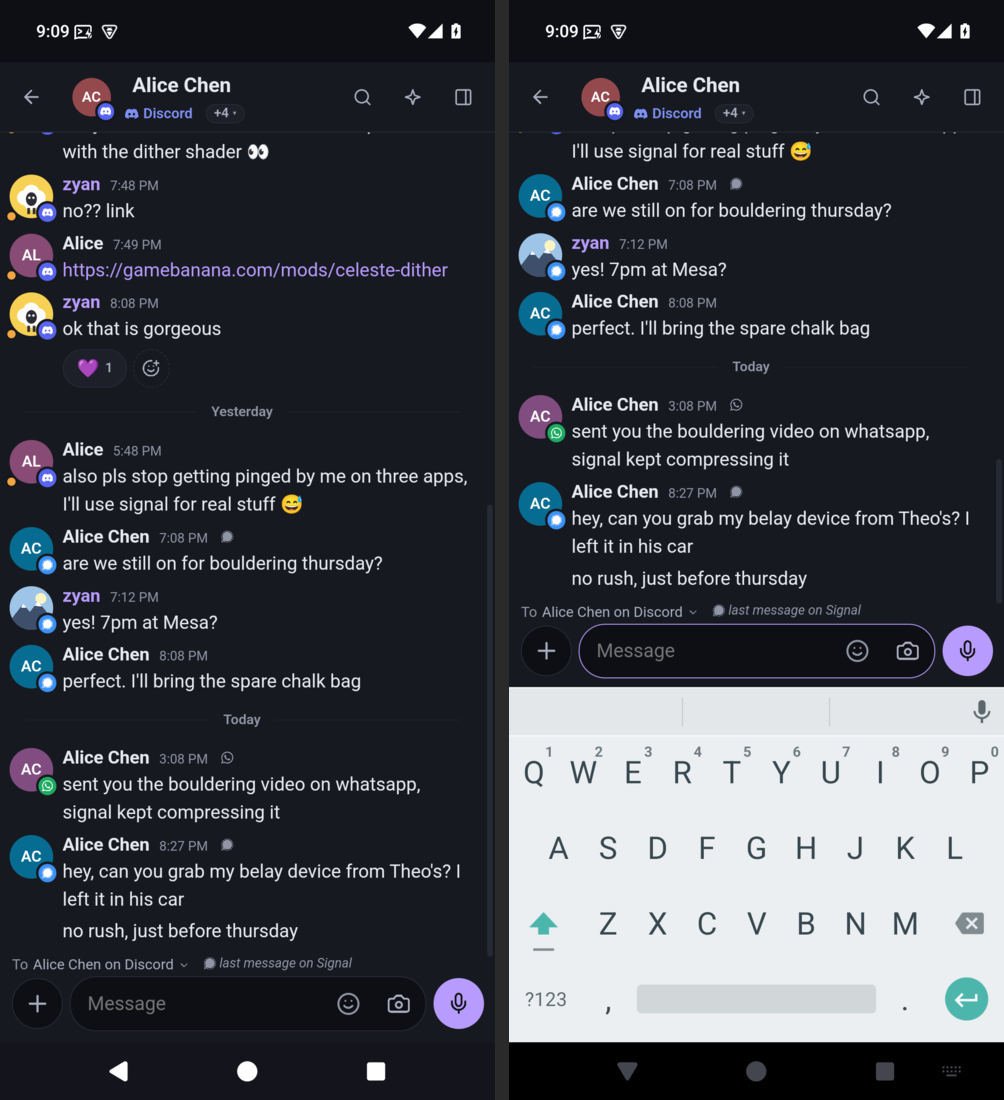 9:09
AC
Alice Chen
Discord
+4
with the dither shader 👀
zyan 7:48 PM
no?? link
AL
Alice 7:49 PM
https://gamebanana.com/mods/celeste-dither
zyan 8:08 PM
ok that is gorgeous
💜 1
Yesterday
AL
Alice 5:48 PM
also pls stop getting pinged by me on three apps,
I'll use signal for real stuff 😅
AC
Alice Chen 7:08 PM
are we still on for bouldering thursday?
zyan 7:12 PM
yes! 7pm at Mesa?
AC
Alice Chen 8:08 PM
perfect. I'll bring the spare chalk bag
Today
AC
Alice Chen 3:08 PM
sent you the bouldering video on whatsapp,
signal kept compressing it
AC
Alice Chen 8:27 PM
hey, can you grab my belay device from Theo's? I
left it in his car
no rush, just before thursday
To Alice Chen on Discord last message on Signal
Message
9:09
AC
Alice Chen
Discord
+4
I'll use signal for real stuff 😅
AC
Alice Chen 7:08 PM
are we still on for bouldering thursday?
zyan 7:12 PM
yes! 7pm at Mesa?
AC
Alice Chen 8:08 PM
perfect. I'll bring the spare chalk bag
Today
AC
Alice Chen 3:08 PM
sent you the bouldering video on whatsapp,
signal kept compressing it
AC
Alice Chen 8:27 PM
hey, can you grab my belay device from Theo's? I
left it in his car
no rush, just before thursday
To Alice Chen on Discord last message on Signal
Message
1 2 3 4 5 6 7 8 9 0
Q W E R T Y U I O P
A S D F G H J K L
Z X C V B N M
?123 , .